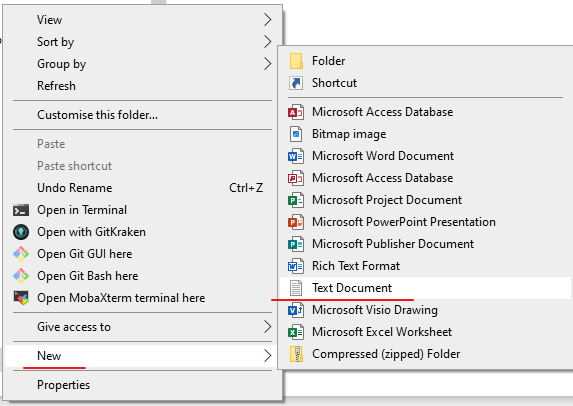 View
Sort by
Group by
Refresh
Customise this folder...
Paste
Paste shortcut
Undo Rename Ctrl+Z
Open in Terminal
Open with GitKraken
Open Git GUI here
Open Git Bash here
Open MobaXterm terminal here
Give access to
New
Properties
Folder
Shortcut
Microsoft Access Database
Bitmap image
Microsoft Word Document
Microsoft Access Database
Microsoft Project Document
Microsoft PowerPoint Presentation
Microsoft Publisher Document
Rich Text Format
Text Document
Microsoft Visio Drawing
Microsoft Excel Worksheet
Compressed (zipped) Folder